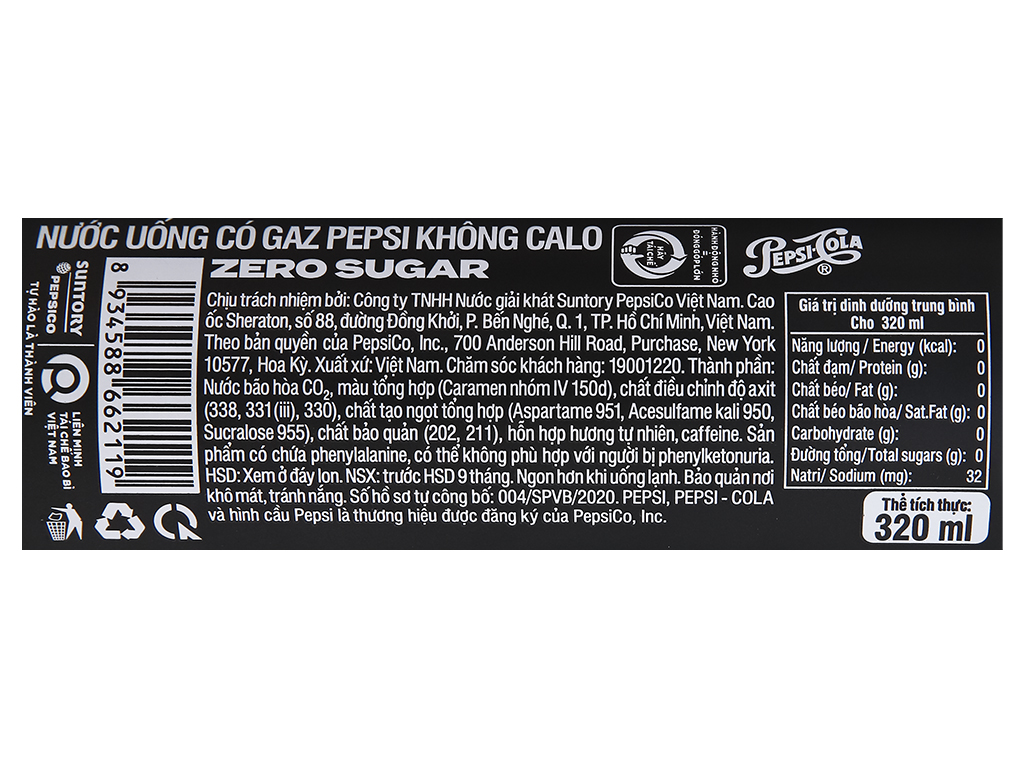 NƯỚC UỐNG CÓ GAZ PEPSI KHÔNG CALO
ZERO SUGAR
HÃY
TÁI CHẾ
HÀNH ĐỘNG NHỎ
=
ĐÓNG GÓP LỚN
PEPSI-COLA
®
SUNTORY
PEPSICO
TỰ HÀO LÀ THÀNH VIÊN
LIÊN MINH
TÁI CHẾ BAO BÌ
VIỆT NAM
8 934588 662119
Chịu trách nhiệm bởi: Công ty TNHH Nước giải khát Suntory PepsiCo Việt Nam. Cao
ốc Sheraton, số 88, đường Đồng Khởi, P. Bến Nghé, Q. 1, TP. Hồ Chí Minh, Việt Nam.
Theo bản quyền của PepsiCo, Inc., 700 Anderson Hill Road, Purchase, New York
10577, Hoa Kỳ. Xuất xứ: Việt Nam. Chăm sóc khách hàng: 19001220. Thành phần:
Nước bão hòa CO₂, màu tổng hợp (Caramen nhóm IV 150d), chất điều chỉnh độ axit
(338, 331(iii), 330), chất tạo ngọt tổng hợp (Aspartame 951, Acesulfame kali 950,
Sucralose 955), chất bảo quản (202, 211), hỗn hợp hương tự nhiên, caffeine. Sản
phẩm có chứa phenylalanine, có thể không phù hợp với người bị phenylketonuria.
HSD: Xem ở đáy lon. NSX: trước HSD 9 tháng. Ngon hơn khi uống lạnh. Bảo quản nơi
khô mát, tránh nắng. Số hồ sơ tự công bố: 004/SPVB/2020. PEPSI, PEPSI - COLA
và hình cầu Pepsi là thương hiệu được đăng ký của PepsiCo, Inc.
Giá trị dinh dưỡng trung bình
Cho 320 ml
Năng lượng / Energy (kcal): 0
Chất đạm/ Protein (g): 0
Chất béo/ Fat (g): 0
Chất béo bão hòa/ Sat.Fat (g): 0
Carbohydrate (g): 0
Đường tổng/Total sugars (g): 0
Natri/ Sodium (mg): 32
Thể tích thực:
320 ml